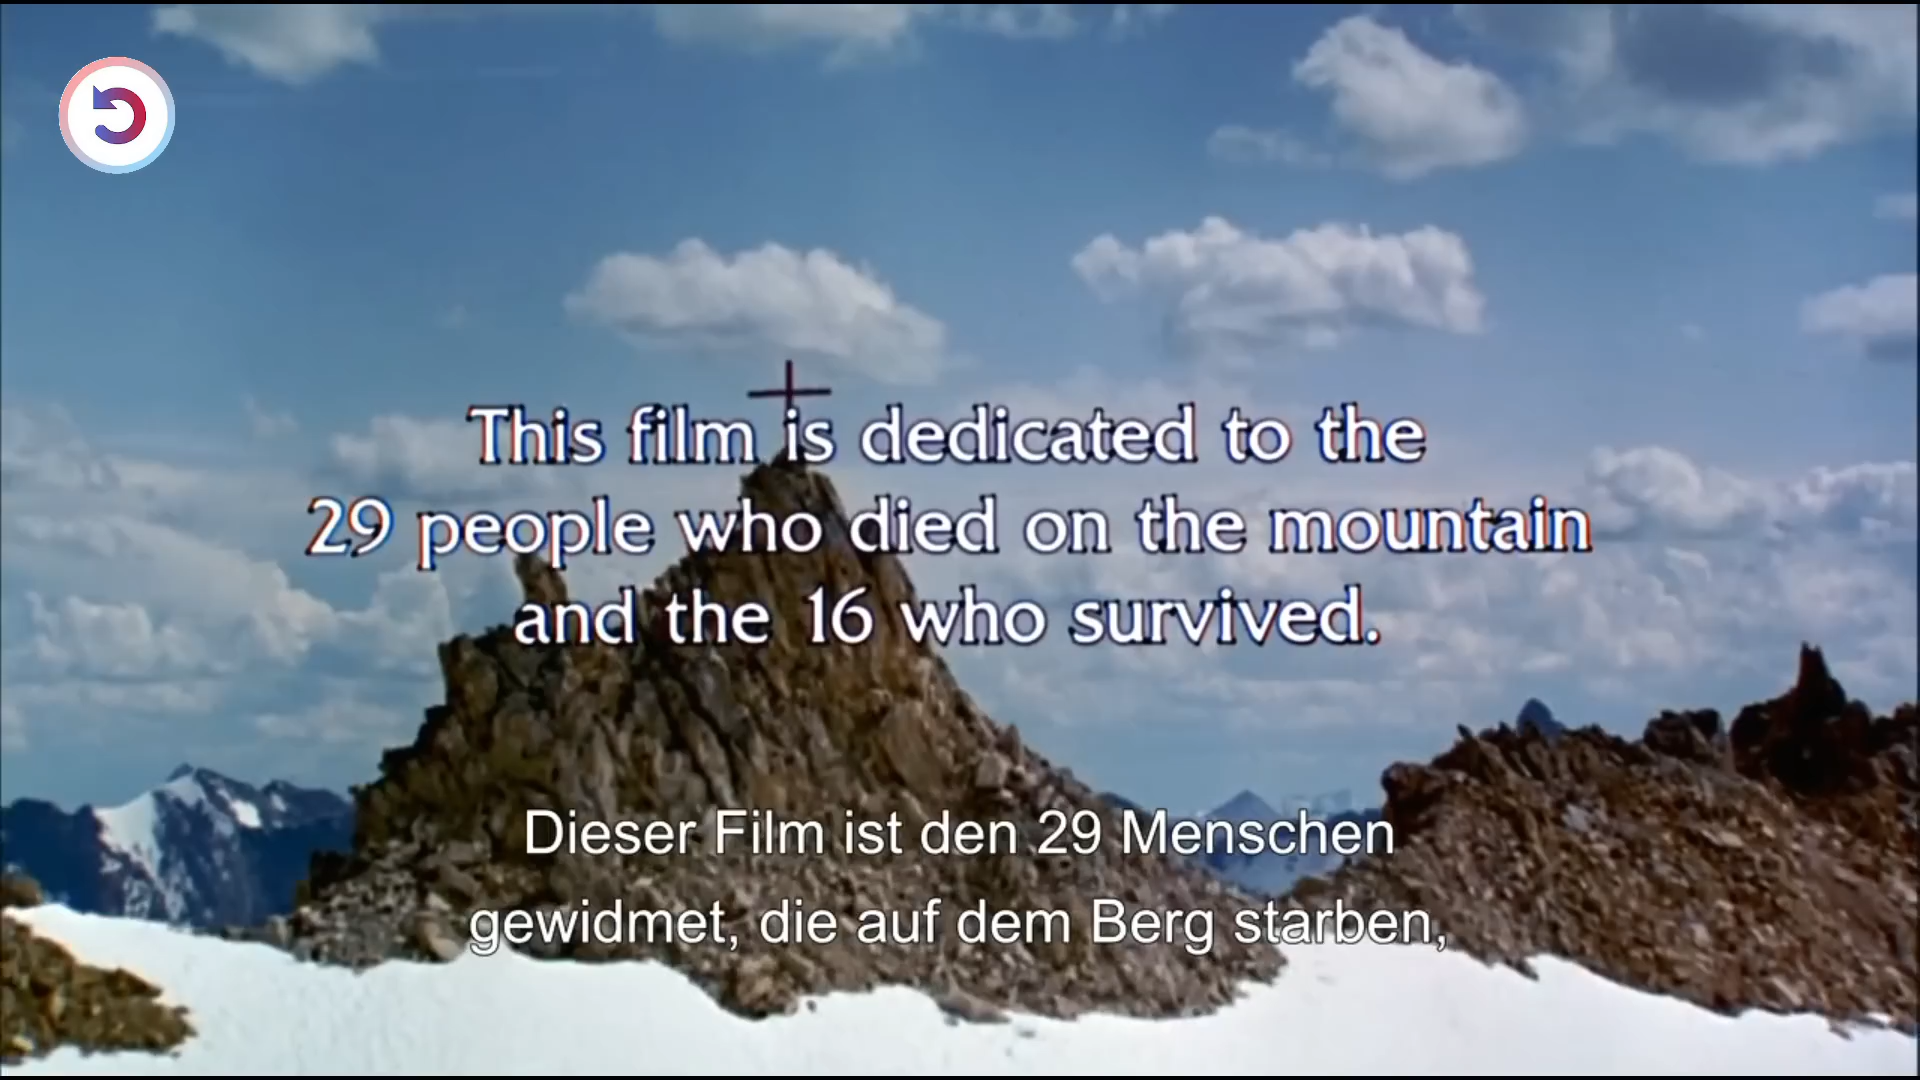 This film is dedicated to the
29 people who died on the mountain
and the 16 who survived.
Dieser Film ist den 29 Menschen
gewidmet, die auf dem Berg starben,